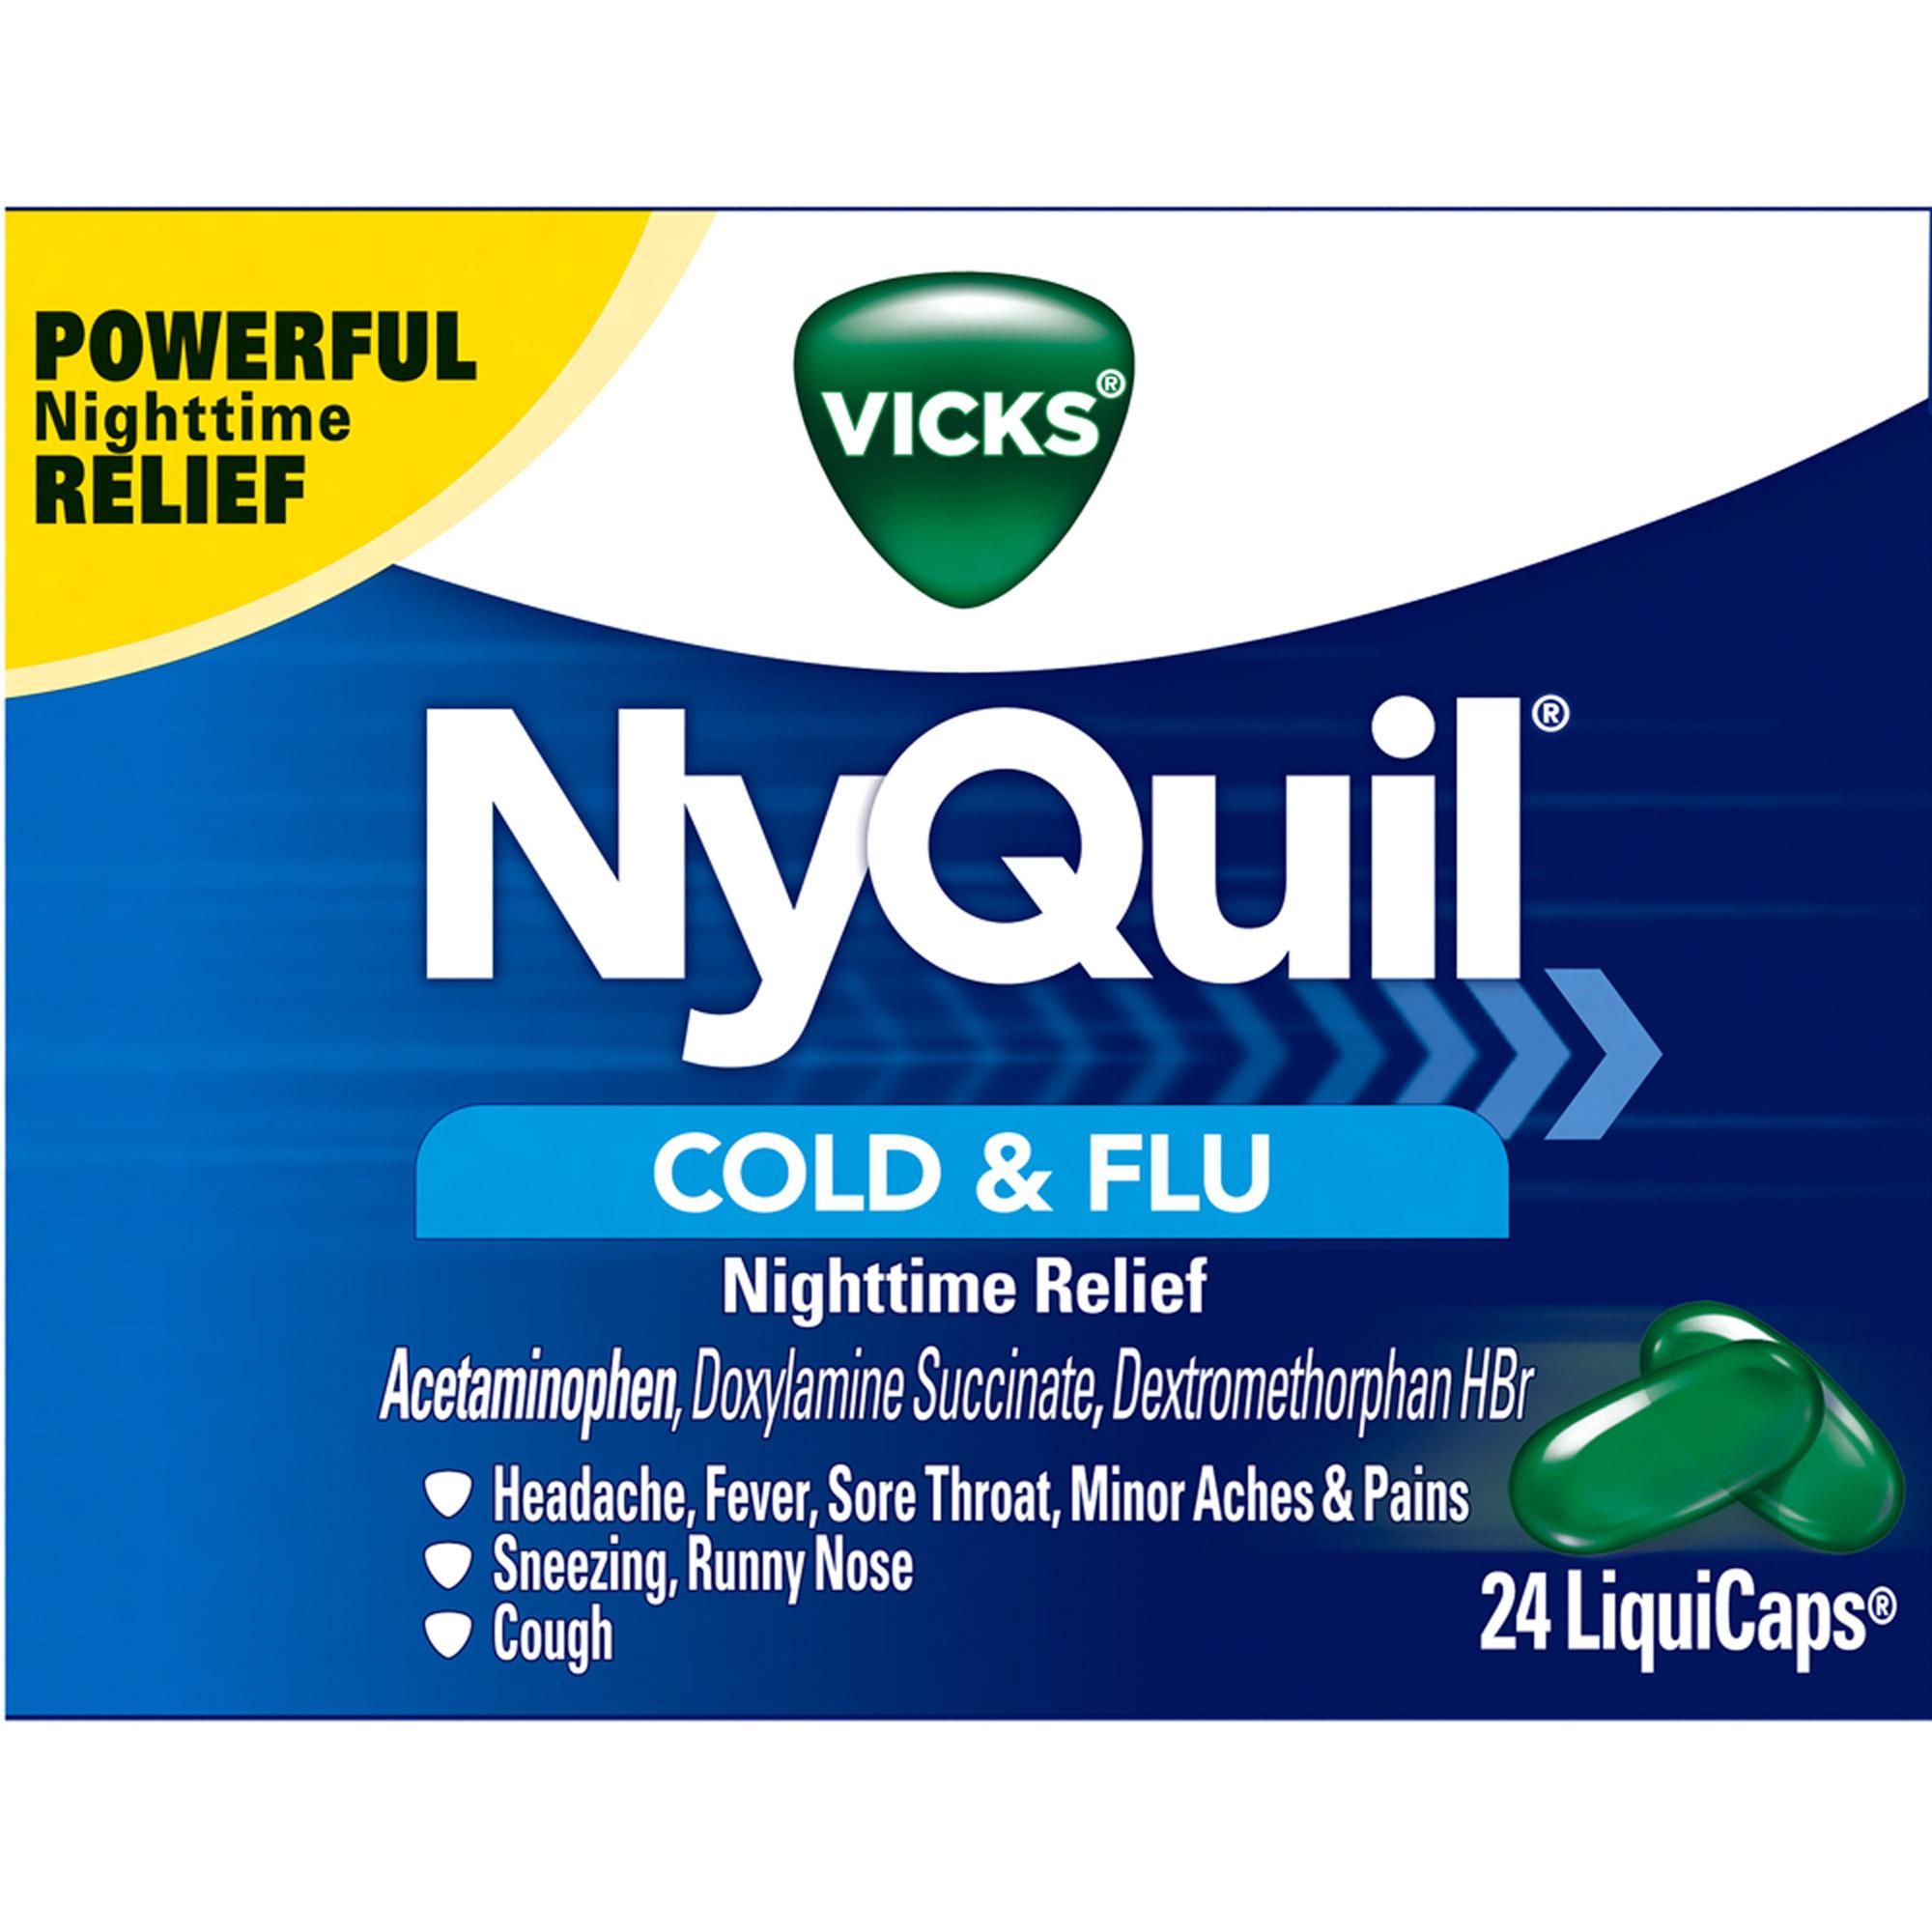 POWERFUL
Nighttime
RELIEF
VICKS®
NyQuil®
COLD & FLU
Nighttime Relief
Acetaminophen, Doxylamine Succinate, Dextromethorphan HBr
Headache, Fever, Sore Throat, Minor Aches & Pains
Sneezing, Runny Nose
Cough
24 LiquiCaps®